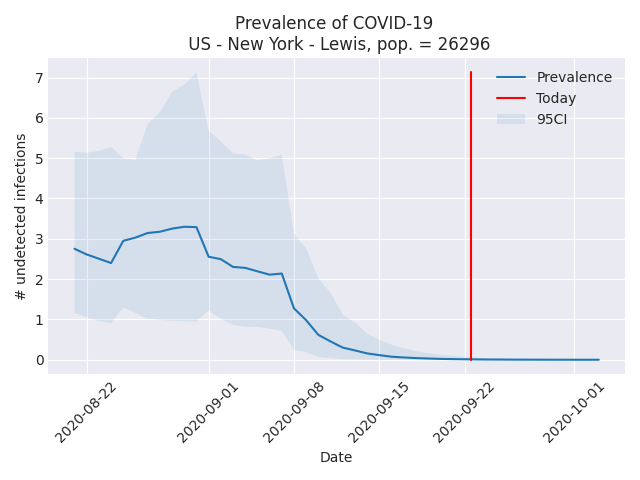 Prevalence of COVID-19
US - New York - Lewis, pop. = 26296
Prevalence
Today
95CI
# undetected infections
7
6
5
4
3
2
1
0
2020-08-22
2020-09-01
2020-09-08
2020-09-15
2020-09-22
2020-10-01
Date